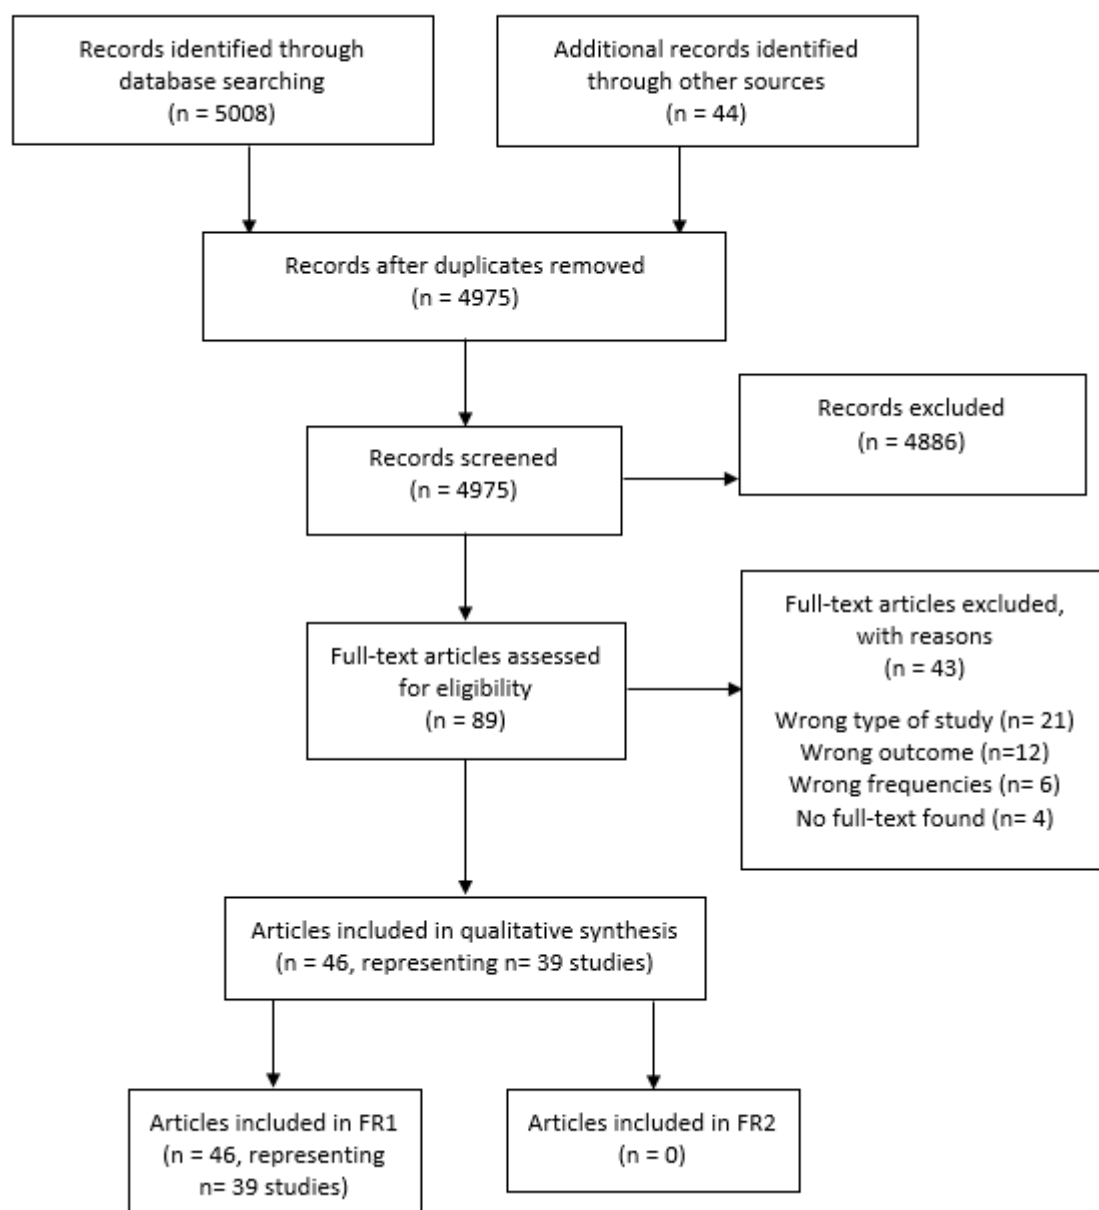 Records identified through
database searching
(n = 5008)
Additional records identified
through other sources
(n = 44)
Records after duplicates removed
(n = 4975)
Records screened
(n = 4975)
Records excluded
(n = 4886)
Full-text articles assessed
for eligibility
(n = 89)
Full-text articles excluded,
with reasons
(n = 43)
Wrong type of study (n= 21)
Wrong outcome (n=12)
Wrong frequencies (n= 6)
No full-text found (n= 4)
Articles included in qualitative synthesis
(n = 46, representing n= 39 studies)
Articles included in FR1
(n = 46, representing
n= 39 studies)
Articles included in FR2
(n = 0)